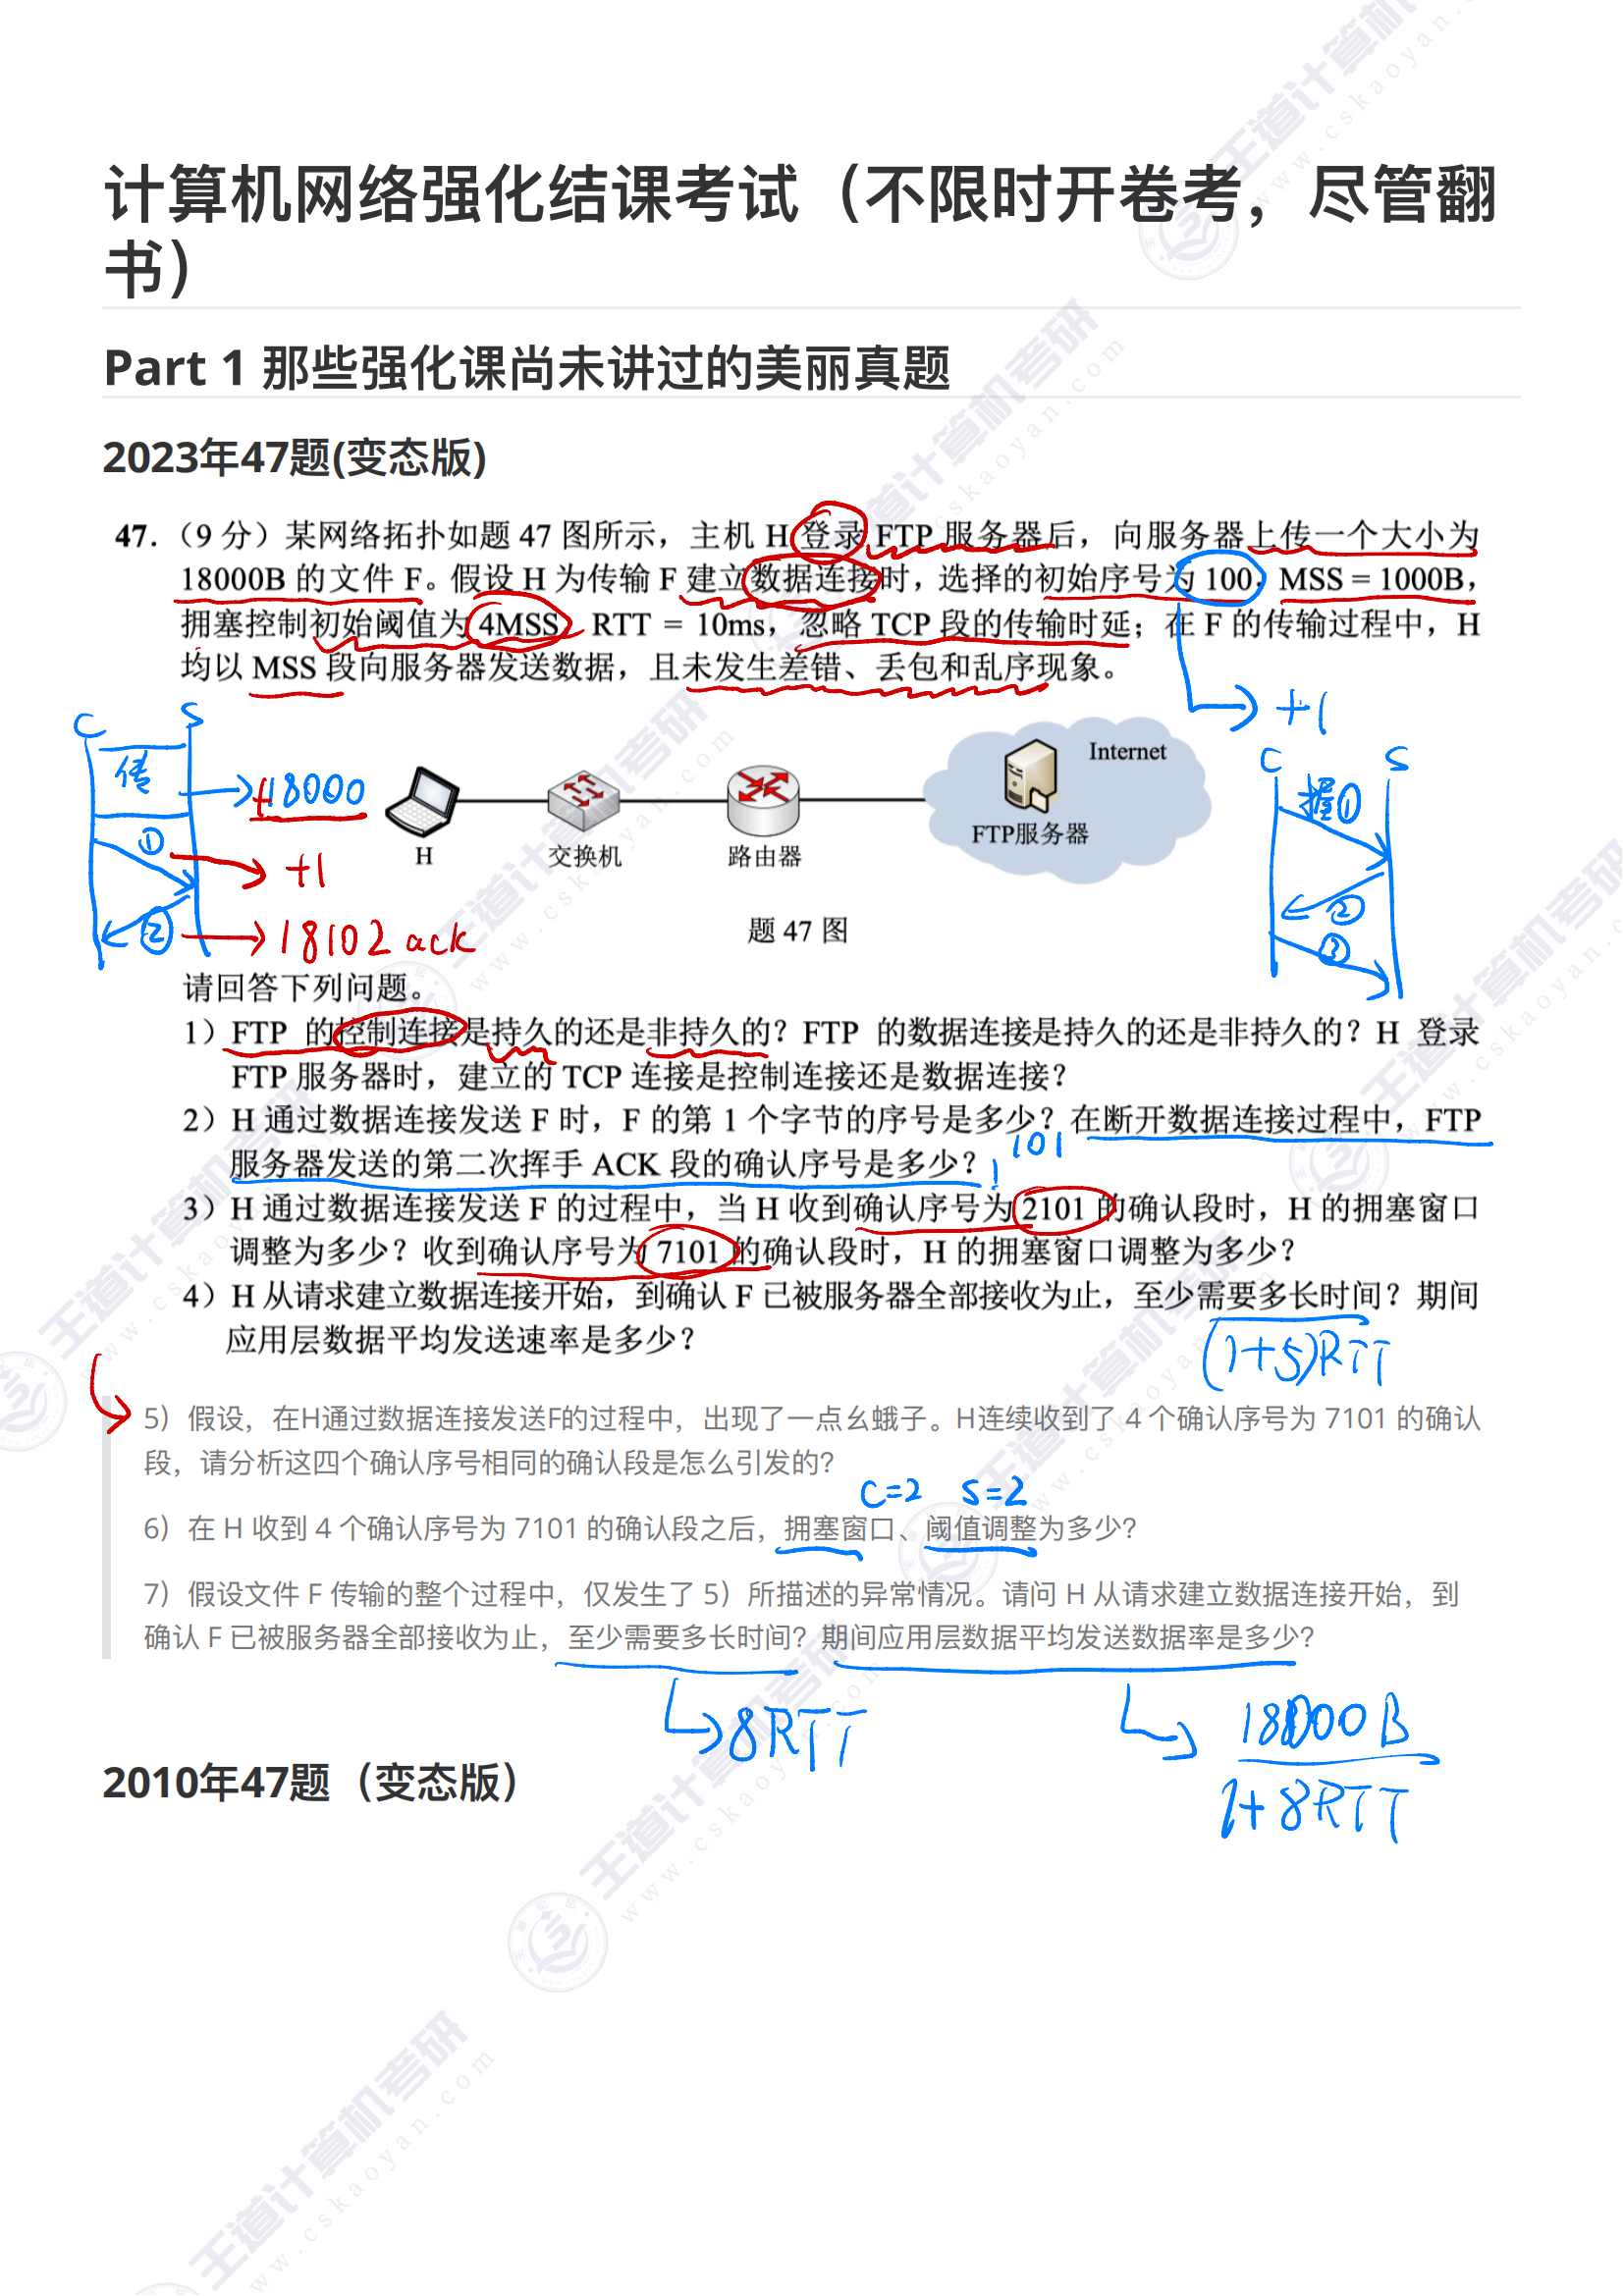 计算机网络强化结课考试（不限时开卷考，尽管翻
书）
Part 1 那些强化课尚未讲过的美丽真题
2023年47题(变态版)
47.（9 分）某网络拓扑如题 47 图所示，主机 H 登录 FTP 服务器后，向服务器上传一个大小为
18000B 的文件 F。假设 H 为传输 F 建立数据连接时，选择的初始序号为 100，MSS = 1000B，
拥塞控制初始阈值为 4MSS，RTT = 10ms，忽略 TCP 段的传输时延；在 F 的传输过程中，H
均以 MSS 段向服务器发送数据，且未发生差错、丢包和乱序现象。
+1
C S
传
+18000
①
+1
② 18102 ack
H
交换机
路由器
Internet
FTP服务器
C S
握①
②
③
题 47 图
请回答下列问题。
1）FTP 的控制连接是持久的还是非持久的？FTP 的数据连接是持久的还是非持久的？H 登录
FTP 服务器时，建立的 TCP 连接是控制连接还是数据连接？
2）H 通过数据连接发送 F 时，F 的第 1 个字节的序号是多少？在断开数据连接过程中，FTP
101
服务器发送的第二次挥手 ACK 段的确认序号是多少？
!
3）H 通过数据连接发送 F 的过程中，当 H 收到确认序号为 2101 的确认段时，H 的拥塞窗口
调整为多少？收到确认序号为 7101 的确认段时，H 的拥塞窗口调整为多少？
4）H 从请求建立数据连接开始，到确认 F 已被服务器全部接收为止，至少需要多长时间？期间
应用层数据平均发送速率是多少？
(1+5)RTT
5）假设，在H通过数据连接发送F的过程中，出现了一点幺蛾子。H连续收到了 4 个确认序号为 7101 的确认
段，请分析这四个确认序号相同的确认段是怎么引发的？
C=2 S=2
6）在 H 收到 4 个确认序号为 7101 的确认段之后，拥塞窗口、阈值调整为多少？
7）假设文件 F 传输的整个过程中，仅发生了 5）所描述的异常情况。请问 H 从请求建立数据连接开始，到
确认 F 已被服务器全部接收为止，至少需要多长时间？期间应用层数据平均发送数据率是多少？
8RTT
18000B
1+8RTT
2010年47题（变态版）
王道计算机考研
www.cskaoyan.com